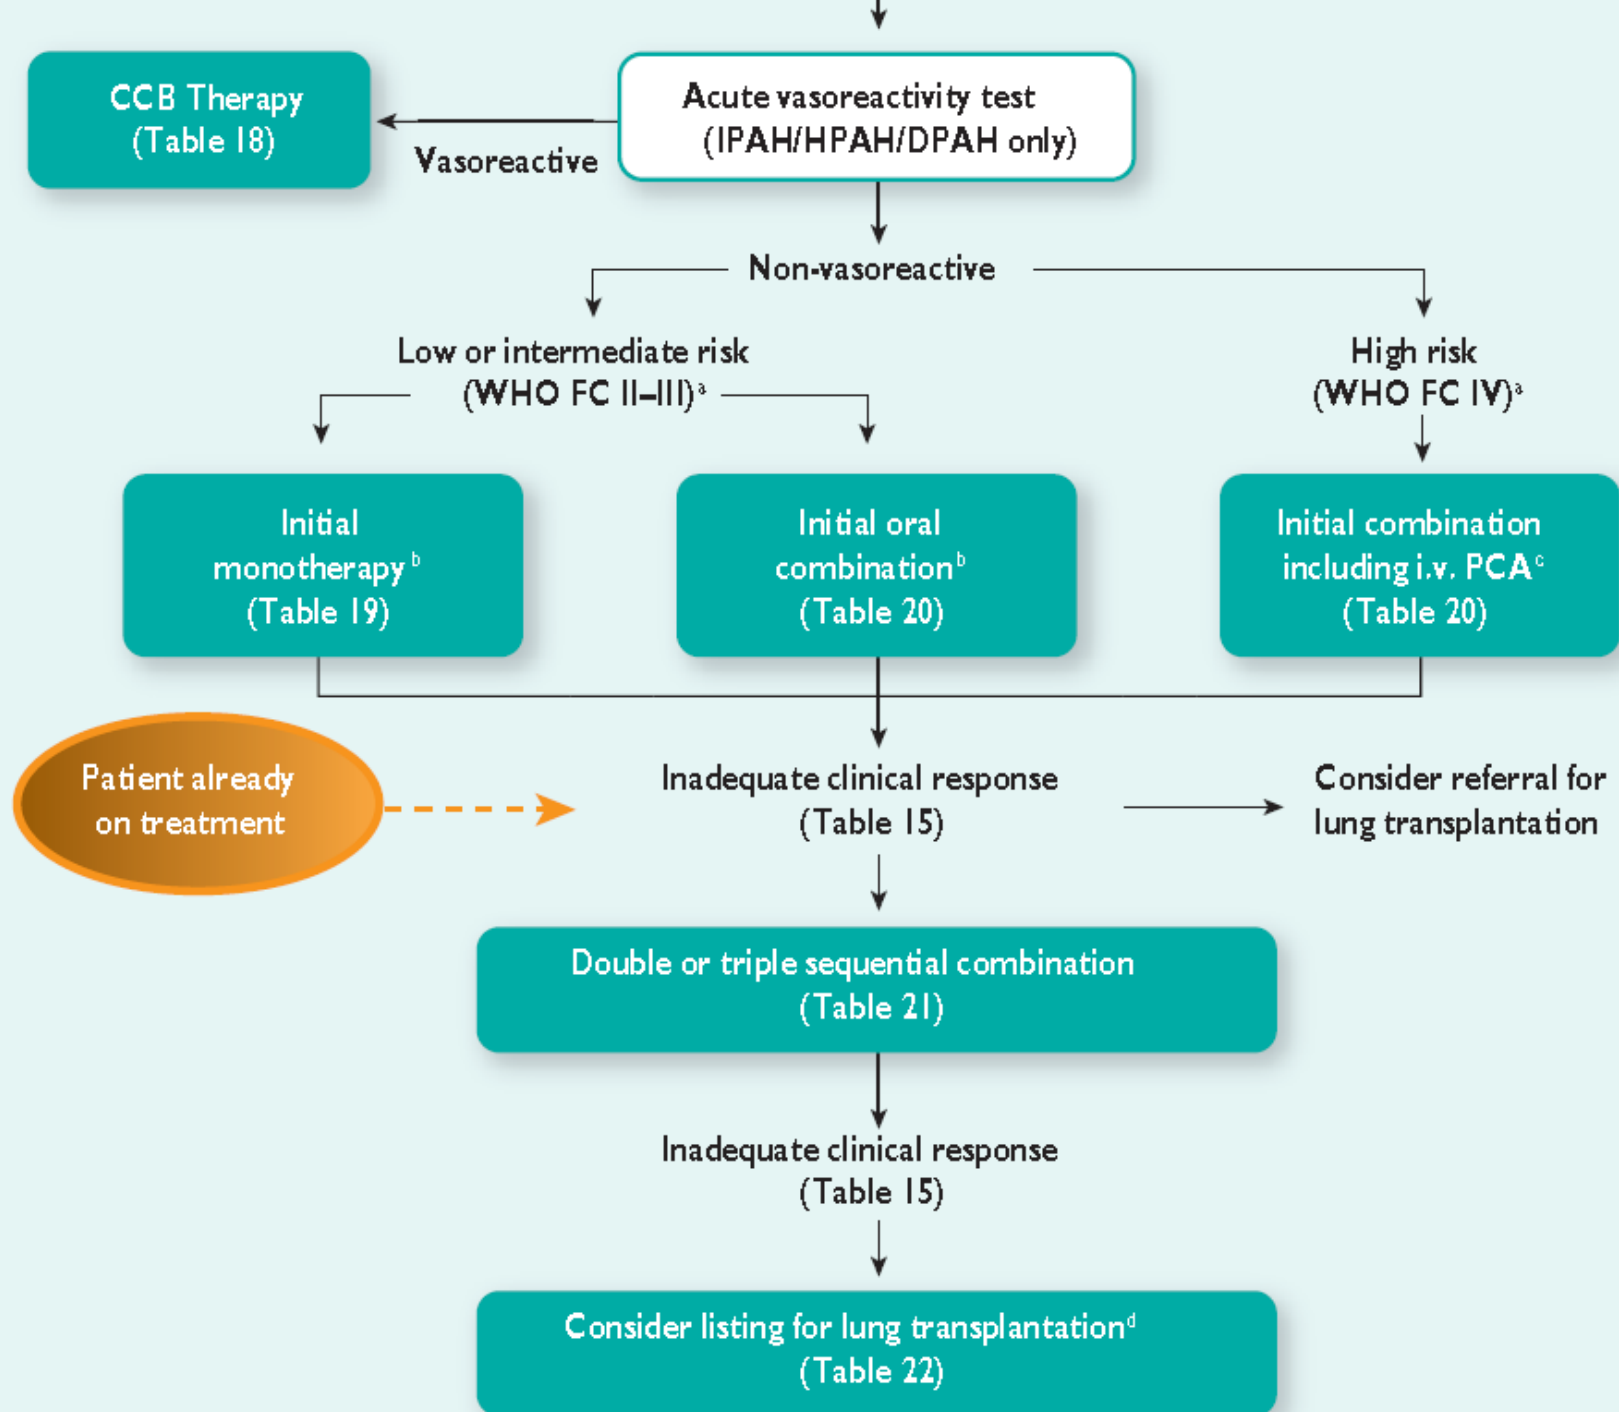 CCB Therapy
(Table 18)
Acute vasoreactivity test
(IPAH/HPAH/DPAH only)
Vasoreactive
Non-vasoreactive
Low or intermediate risk
(WHO FC II–III)ᵃ
High risk
(WHO FC IV)ᵃ
Initial
monotherapy ᵇ
(Table 19)
Initial oral
combinationᵇ
(Table 20)
Initial combination
including i.v. PCAᶜ
(Table 20)
Patient already
on treatment
Inadequate clinical response
(Table 15)
Consider referral for
lung transplantation
Double or triple sequential combination
(Table 21)
Inadequate clinical response
(Table 15)
Consider listing for lung transplantationᵈ
(Table 22)